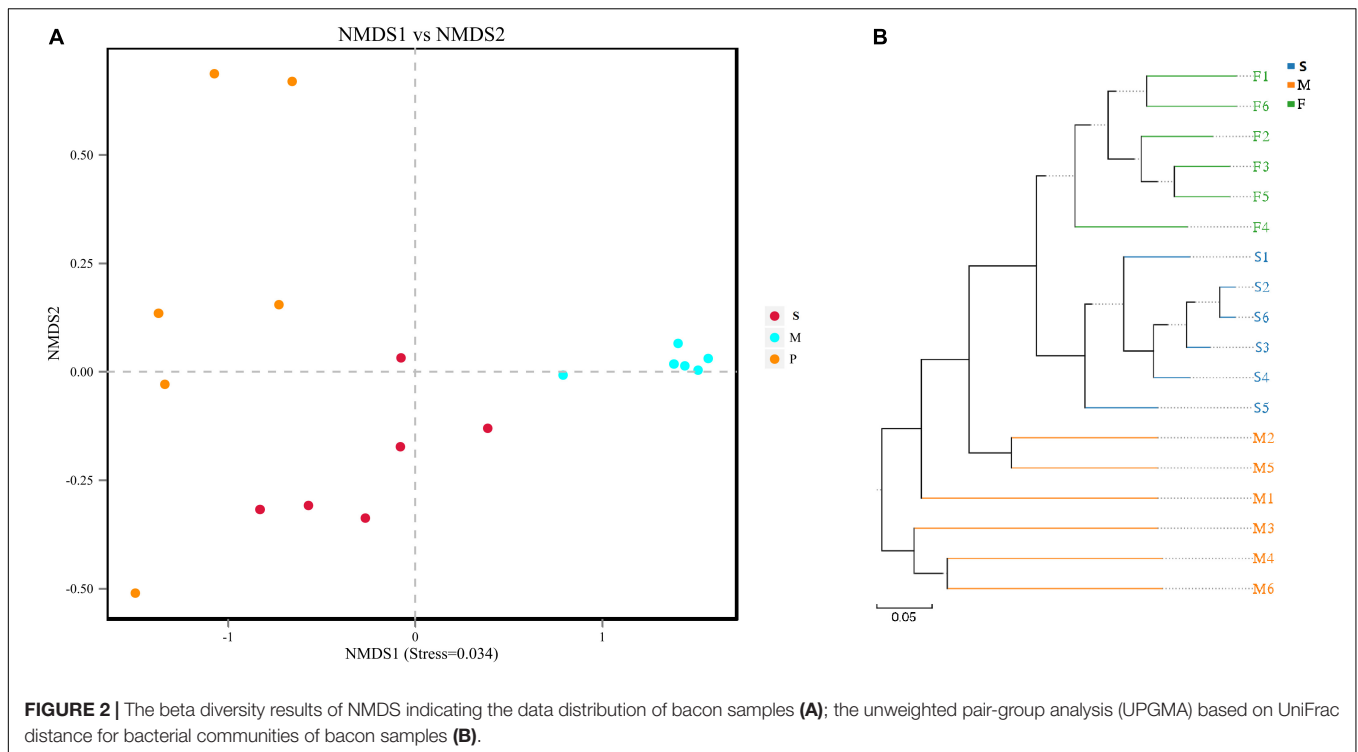 A
NMDS1 vs NMDS2
0.50
0.25
0.00
-0.25
-0.50
NMDS2
-1
0
1
NMDS1 (Stress=0.034)
S
M
P
B
F1
F6
F2
F3
F5
F4
S1
S2
S6
S3
S4
S5
M2
M5
M1
M3
M4
M6
S
M
F
0.05
FIGURE 2 | The beta diversity results of NMDS indicating the data distribution of bacon samples (A); the unweighted pair-group analysis (UPGMA) based on UniFrac
distance for bacterial communities of bacon samples (B).